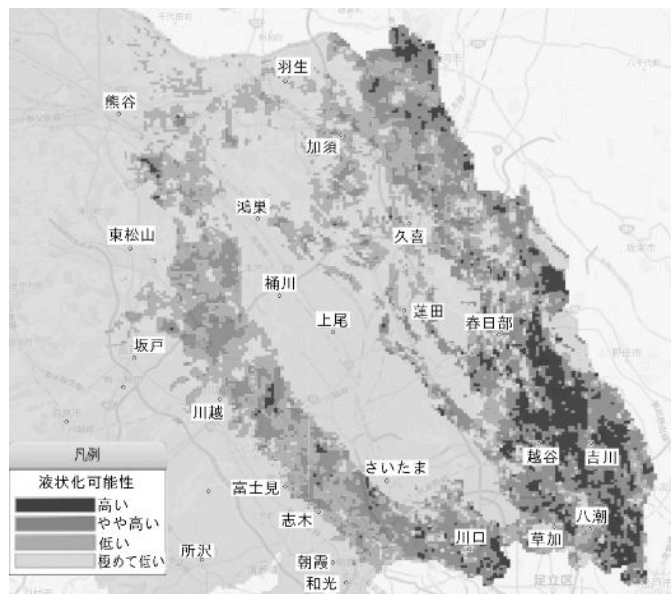 羽生
熊谷
加須
鴻巣
久喜
東松山
桶川
蓮田
上尾
春日部
坂戸
川越
越谷
吉川
さいたま
富士見
志木
八潮
川口
草加
所沢
朝霞
和光
足立区
凡例
液状化可能性
高い
やや高い
低い
極めて低い